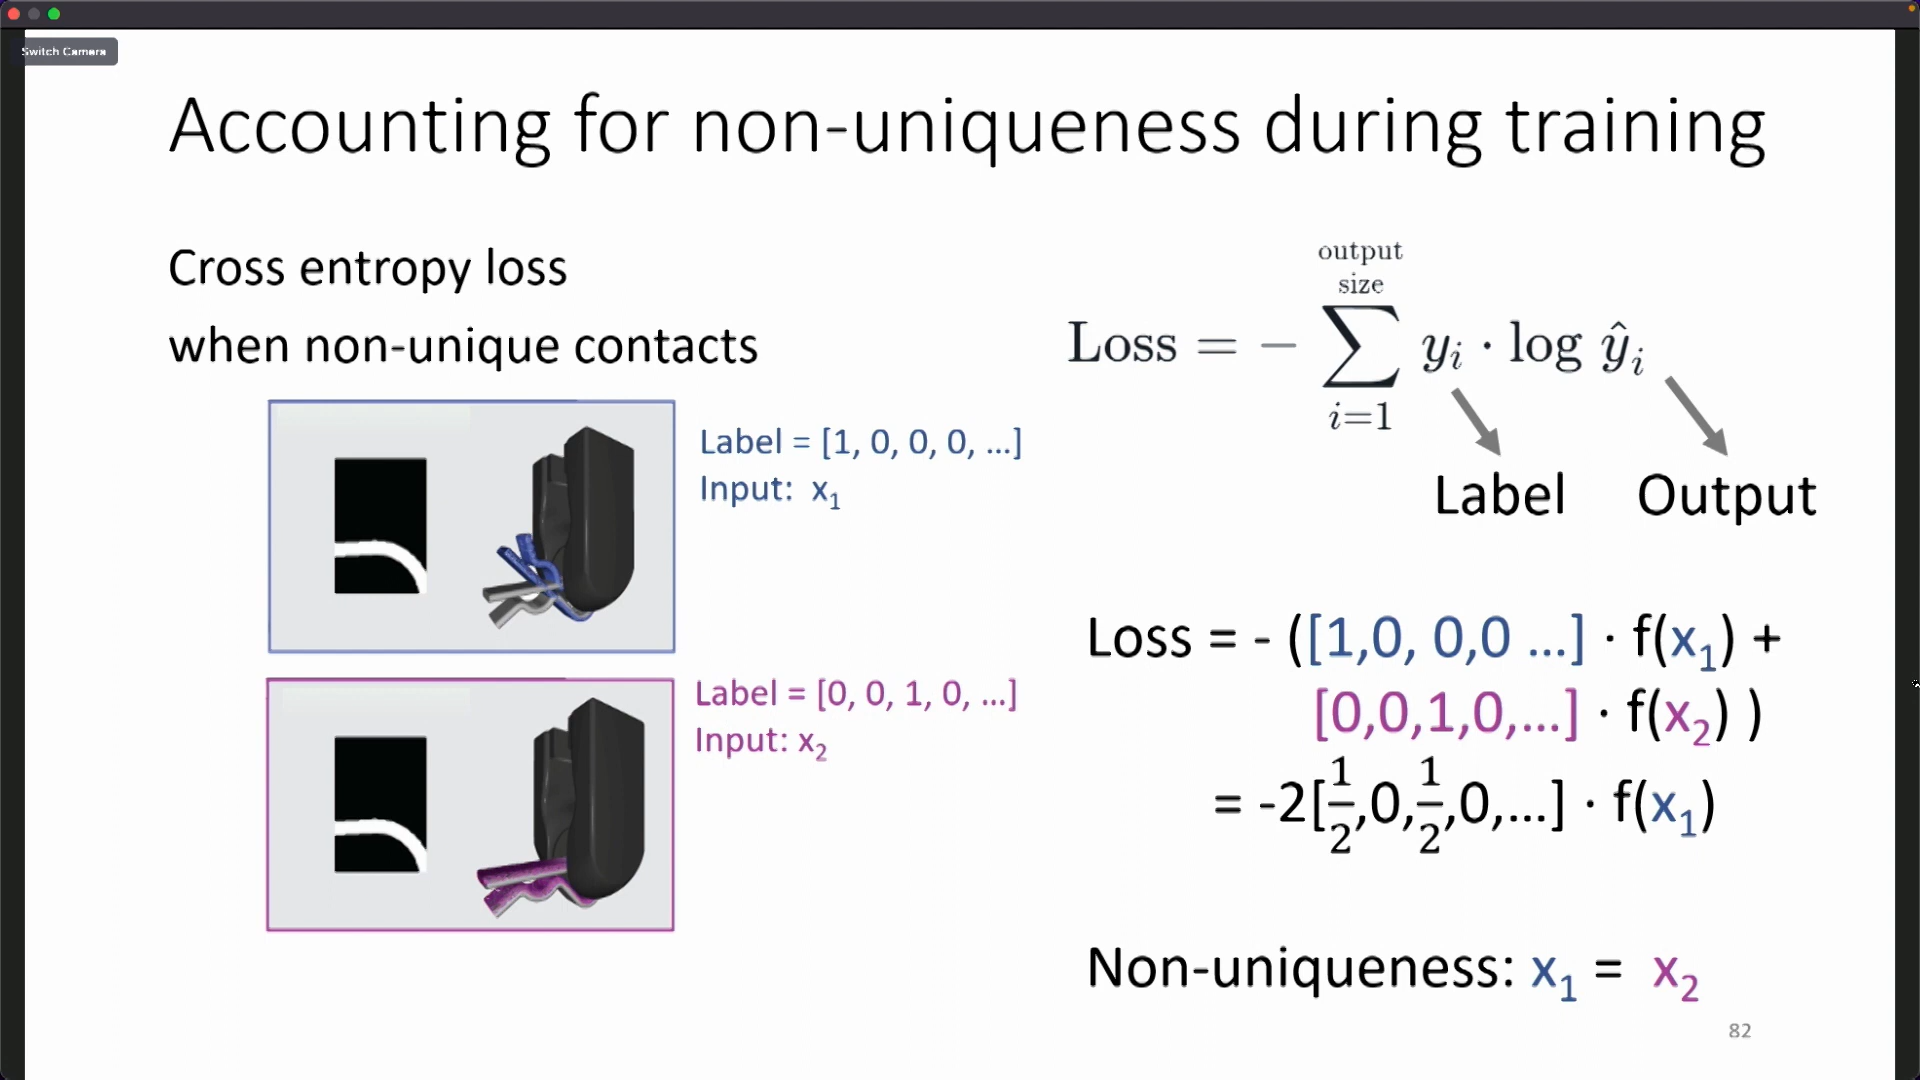 Switch Camera
Accounting for non-uniqueness during training
Cross entropy loss
when non-unique contacts
Label = [1, 0, 0, 0, ...]
Input: x₁
Label = [0, 0, 1, 0, ...]
Input: x₂
output
size
Loss = − ∑ yᵢ · log ŷᵢ
i=1
Label Output
Loss = - ([1,0, 0,0 ...] · f(x₁) +
[0,0,1,0,...] · f(x₂) )
= -2[1/2,0,1/2,0,...] · f(x₁)
Non-uniqueness: x₁ = x₂
82